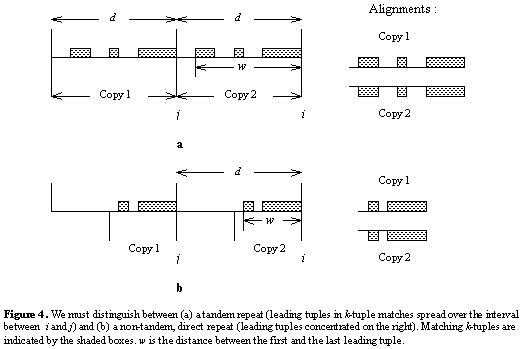 Alignments :
d d
Copy 1
w
Copy 1 Copy 2
Copy 2
j i
a
d
Copy 1
w
Copy 1 j Copy 2 i
Copy 2
b
Figure 4. We must distinguish between (a) a tandem repeat (leading tuples in k-tuple matches spread over the interval
between i and j) and (b) a non-tandem, direct repeat (leading tuples concentrated on the right). Matching k-tuples are
indicated by the shaded boxes. w is the distance between the first and the last leading tuple.